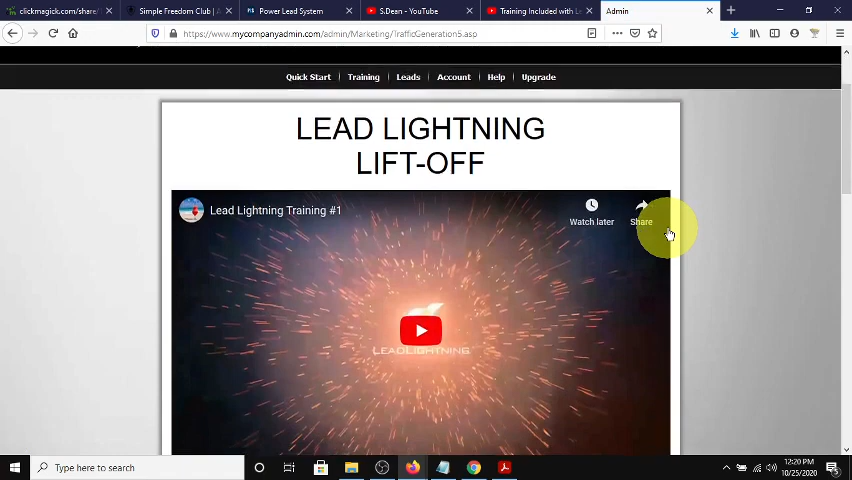 clickmagick.com/share/
Simple Freedom Club | A
Power Lead System
S.Dean - YouTube
Training Included with Le
Admin
https://www.mycompanyadmin.com/admin/Marketing/TrafficGeneration5.asp
Quick Start
Training
Leads
Account
Help
Upgrade
LEAD LIGHTNING
LIFT-OFF
Lead Lightning Training #1
Watch later
Share
LEADLIGHTNING
Type here to search
12:20 PM
10/25/2020
5